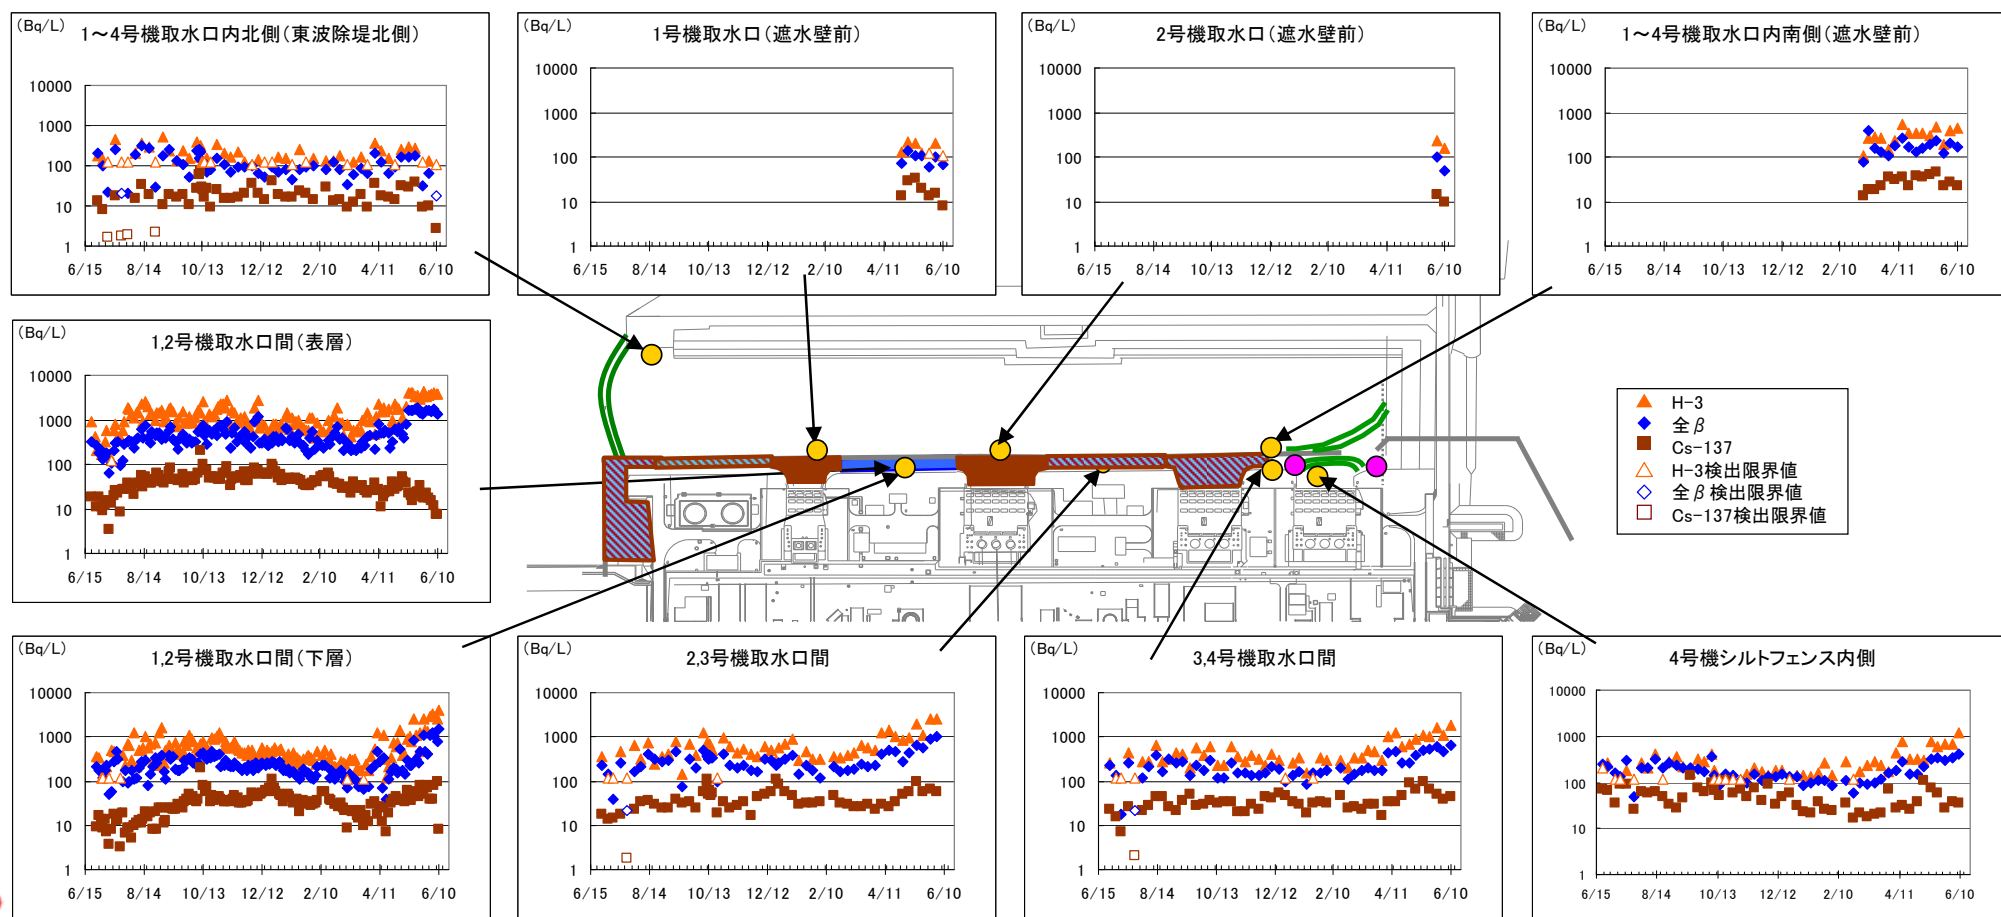 (Bq/L)
1～4号機取水口内北側(東波除堤北側)
10000
1000
100
10
1
6/15 8/14 10/13 12/12 2/10 4/11 6/10
(Bq/L)
1号機取水口(遮水壁前)
10000
1000
100
10
1
6/15 8/14 10/13 12/12 2/10 4/11 6/10
(Bq/L)
2号機取水口(遮水壁前)
10000
1000
100
10
1
6/15 8/14 10/13 12/12 2/10 4/11 6/10
(Bq/L)
1～4号機取水口内南側(遮水壁前)
10000
1000
100
10
1
6/15 8/14 10/13 12/12 2/10 4/11 6/10
(Bq/L)
1,2号機取水口間(表層)
10000
1000
100
10
1
6/15 8/14 10/13 12/12 2/10 4/11 6/10
H-3
全β
Cs-137
H-3検出限界値
全β検出限界値
Cs-137検出限界値
(Bq/L)
1,2号機取水口間(下層)
10000
1000
100
10
1
6/15 8/14 10/13 12/12 2/10 4/11 6/10
(Bq/L)
2,3号機取水口間
10000
1000
100
10
1
6/15 8/14 10/13 12/12 2/10 4/11 6/10
(Bq/L)
3,4号機取水口間
10000
1000
100
10
1
6/15 8/14 10/13 12/12 2/10 4/11 6/10
(Bq/L)
4号機シルトフェンス内側
10000
1000
100
10
1
6/15 8/14 10/13 12/12 2/10 4/11 6/10